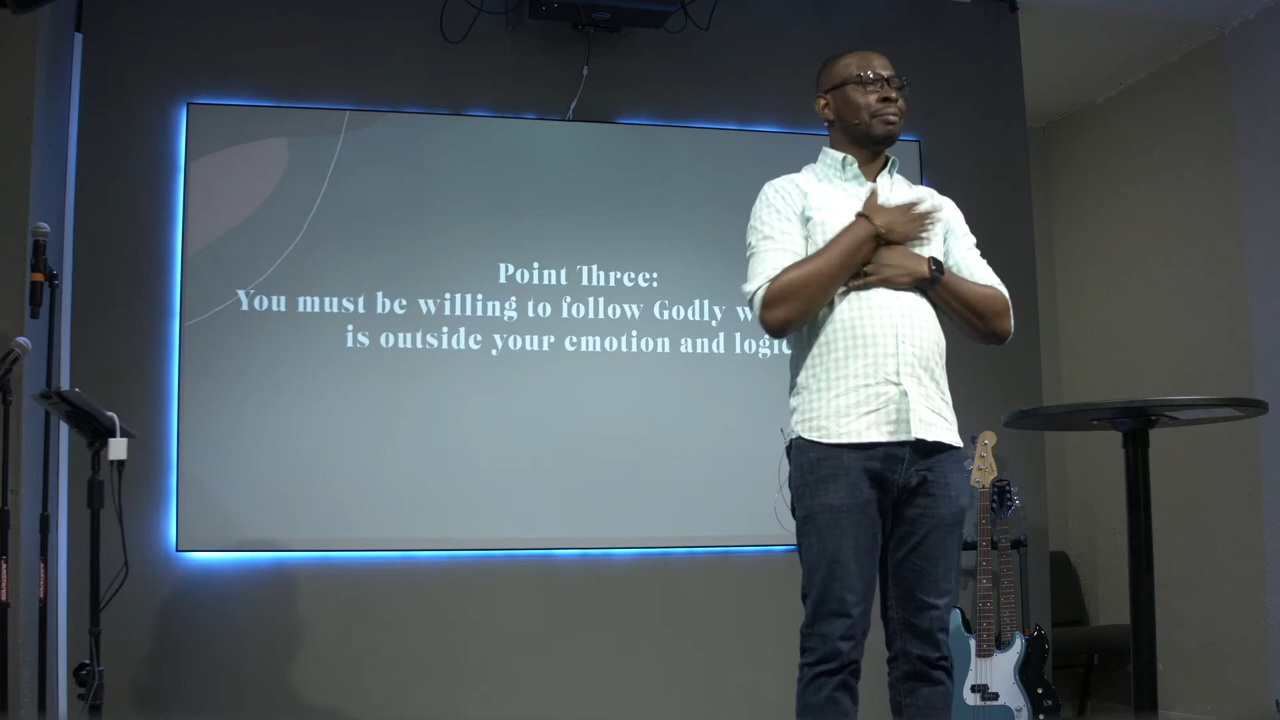 Point Three:
You must be willing to follow Godly
is outside your emotion and logic